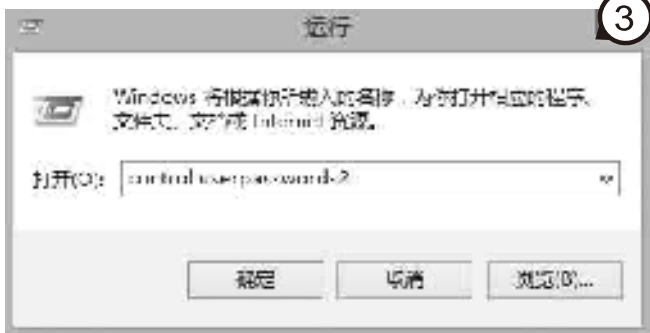 运行
③
Windows 将根据你所输入的名称，为你打开相应的程序、
文件夹、文档或 Internet 资源。
打开(O):
control userpasswords2
确定
取消
浏览(B)...